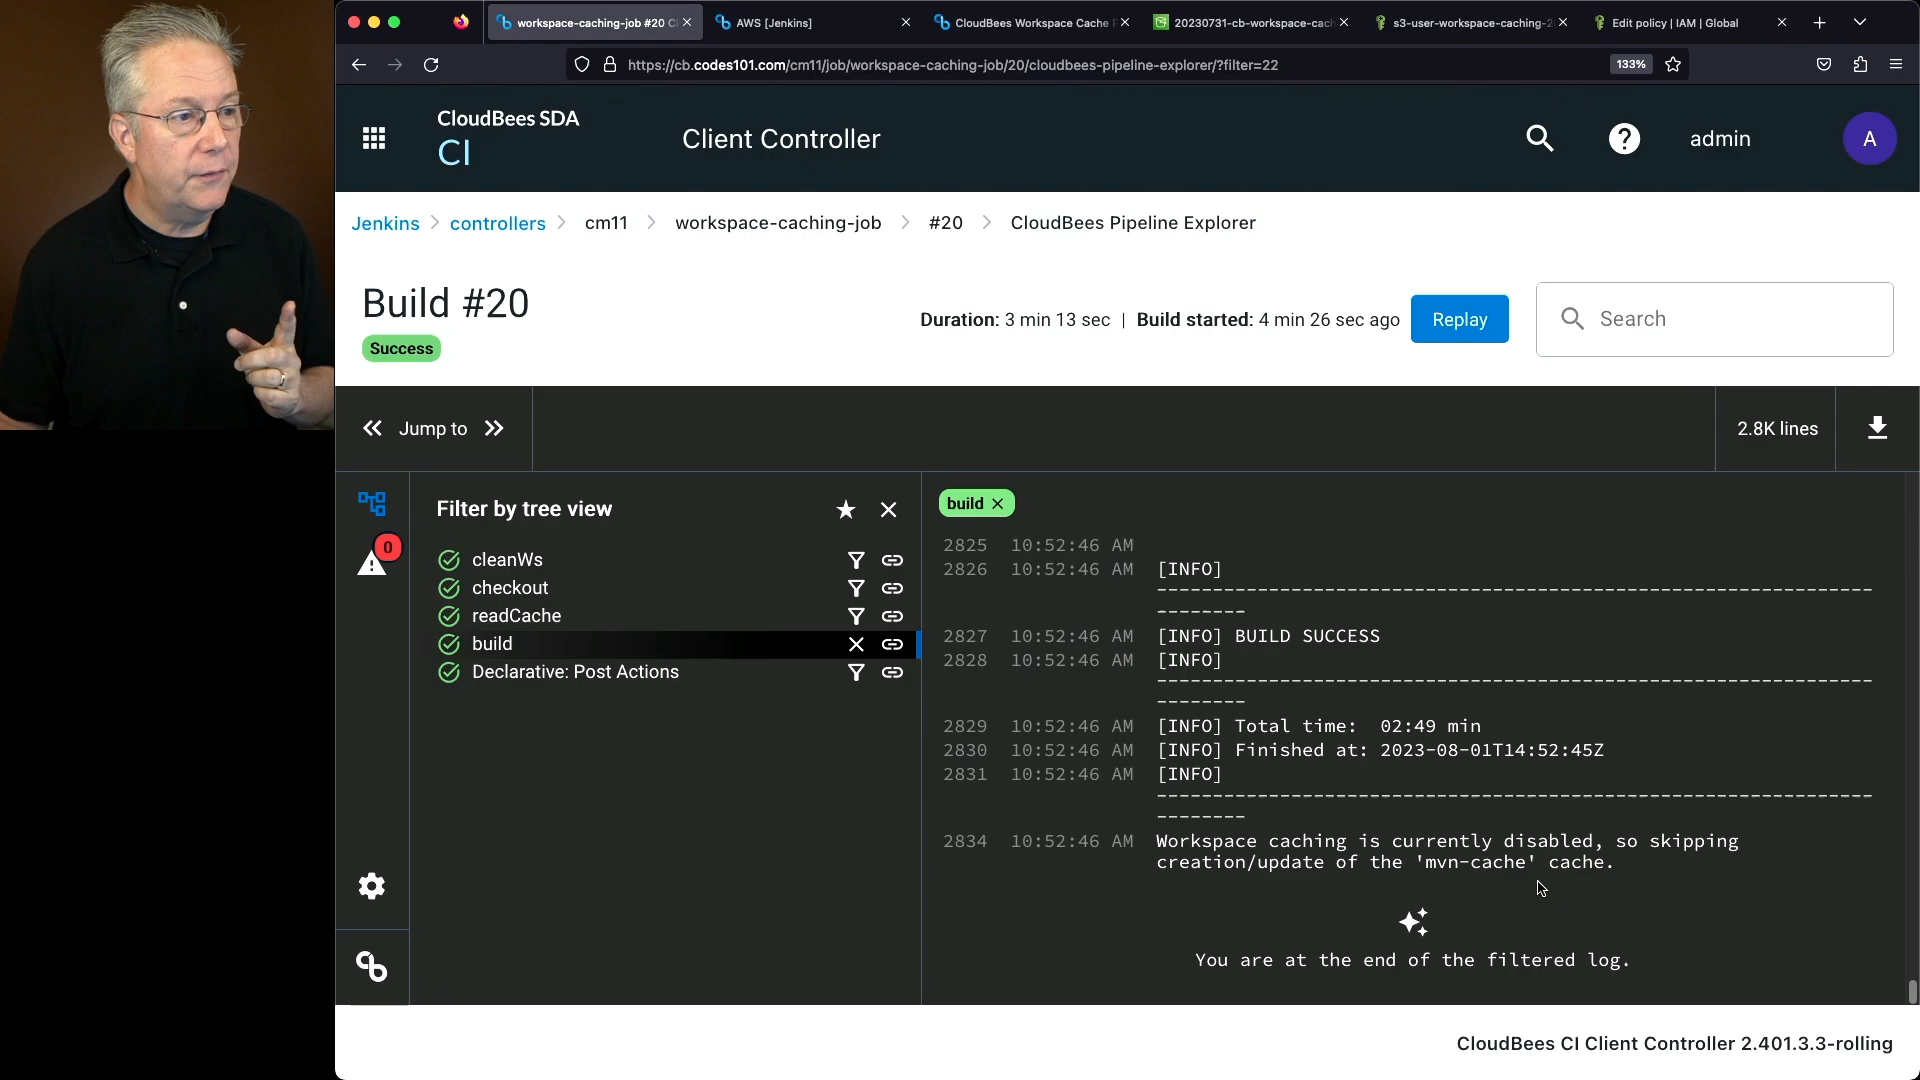 workspace-caching-job #20 C
AWS [Jenkins]
CloudBees Workspace Cache
20230731-cb-workspace-cach
s3-user-workspace-caching-2
Edit policy | IAM | Global
https://cb.codes101.com/cm11/job/workspace-caching-job/20/cloudbees-pipeline-explorer/?filter=22
133%
CloudBees SDA
CI
Client Controller
?
admin
A
Jenkins
controllers
cm11
workspace-caching-job
#20
CloudBees Pipeline Explorer
Build #20
Success
Duration: 3 min 13 sec | Build started: 4 min 26 sec ago
Replay
Search
Jump to
2.8K lines
0
Filter by tree view
cleanWs
checkout
readCache
build
Declarative: Post Actions
build
2825 10:52:46 AM
2826 10:52:46 AM [INFO]
--------------------------------------------------------------
--------
2827 10:52:46 AM [INFO] BUILD SUCCESS
2828 10:52:46 AM [INFO]
--------------------------------------------------------------
--------
2829 10:52:46 AM [INFO] Total time: 02:49 min
2830 10:52:46 AM [INFO] Finished at: 2023-08-01T14:52:45Z
2831 10:52:46 AM [INFO]
--------------------------------------------------------------
--------
2834 10:52:46 AM Workspace caching is currently disabled, so skipping
creation/update of the 'mvn-cache' cache.
You are at the end of the filtered log.
CloudBees CI Client Controller 2.401.3.3-rolling